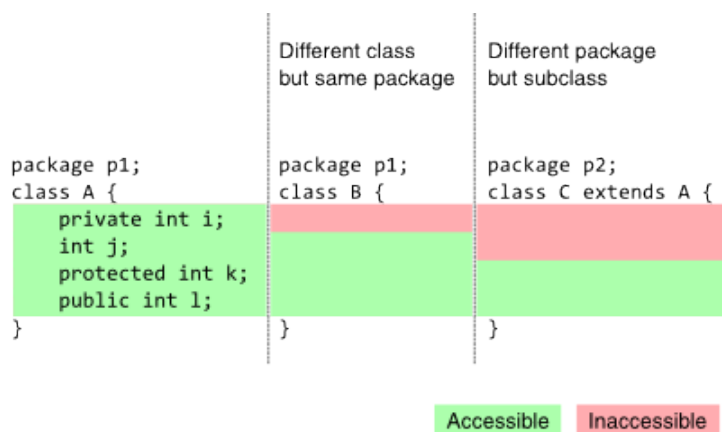 Different class
but same package
Different package
but subclass
package p1;
class A {
    private int i;
    int j;
    protected int k;
    public int l;
}
package p1;
class B {
}
package p2;
class C extends A {
}
Accessible
Inaccessible